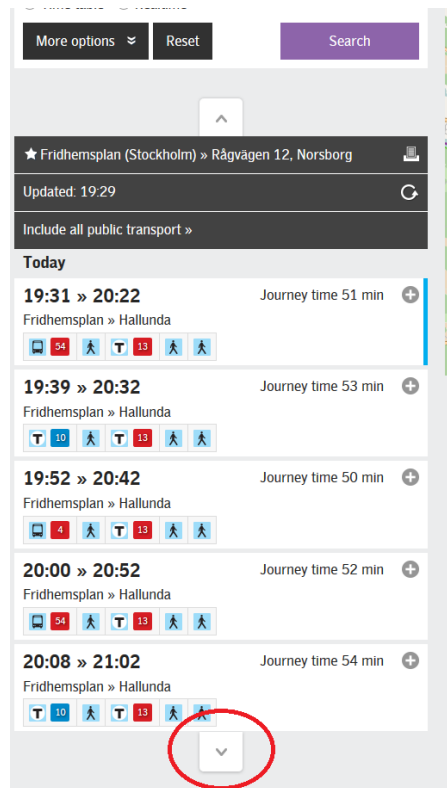 More options Reset Search
Fridhemsplan (Stockholm) » Rågvägen 12, Norsborg
Updated: 19:29
Include all public transport »
Today
19:31 » 20:22 Journey time 51 min
Fridhemsplan » Hallunda
54 T 13
19:39 » 20:32 Journey time 53 min
Fridhemsplan » Hallunda
T 10 T 13
19:52 » 20:42 Journey time 50 min
Fridhemsplan » Hallunda
4 T 13
20:00 » 20:52 Journey time 52 min
Fridhemsplan » Hallunda
54 T 13
20:08 » 21:02 Journey time 54 min
Fridhemsplan » Hallunda
T 10 T 13